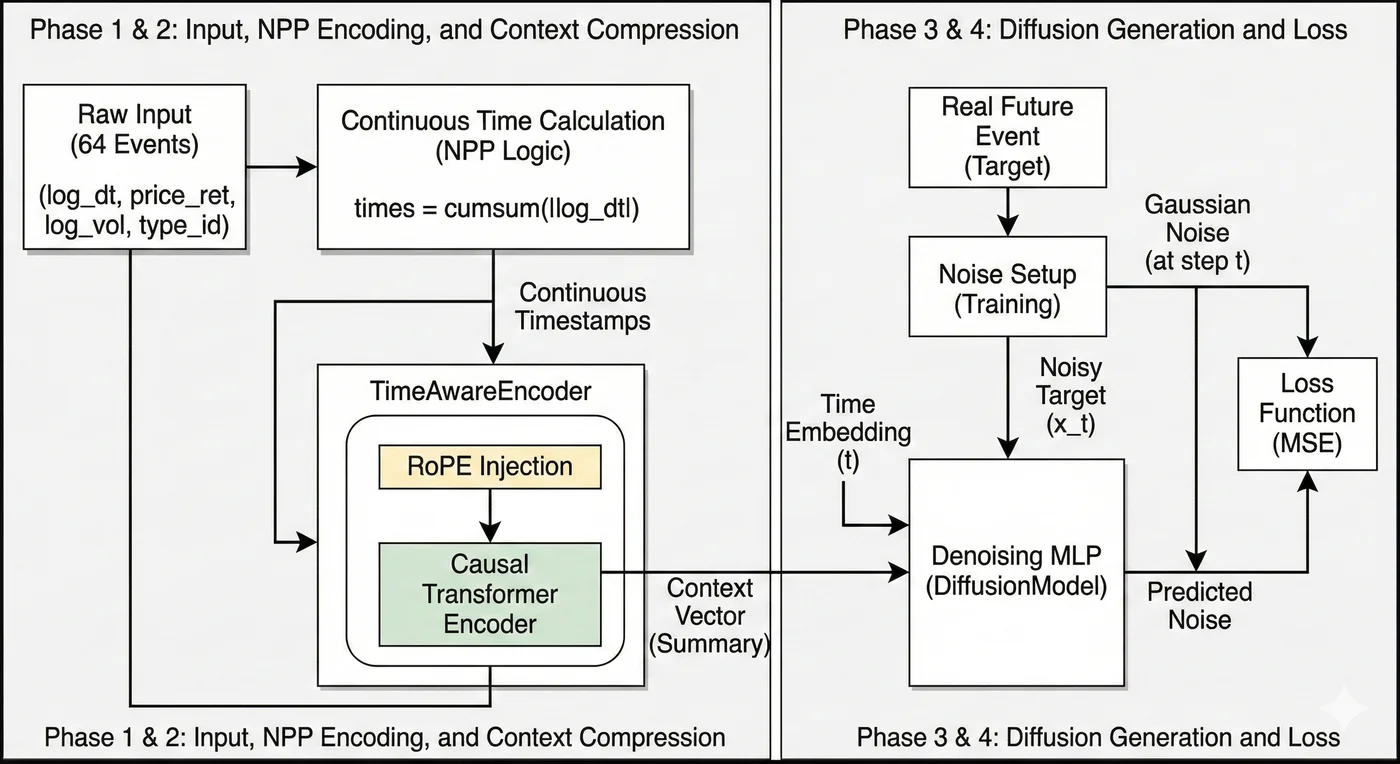 Phase 1 & 2: Input, NPP Encoding, and Context Compression
Raw Input
(64 Events)
(log_dt, price_ret,
log_vol, type_id)
Continuous Time Calculation
(NPP Logic)
times = cumsum(|log_dt|)
Continuous
Timestamps
TimeAwareEncoder
RoPE Injection
Causal
Transformer
Encoder
Context
Vector
(Summary)
Phase 1 & 2: Input, NPP Encoding, and Context Compression
Phase 3 & 4: Diffusion Generation and Loss
Real Future
Event
(Target)
Noise Setup
(Training)
Gaussian
Noise
(at step t)
Noisy
Target
(x_t)
Time
Embedding
(t)
Loss
Function
(MSE)
Denoising MLP
(DiffusionModel)
Predicted
Noise
Phase 3 & 4: Diffusion Generation and Loss